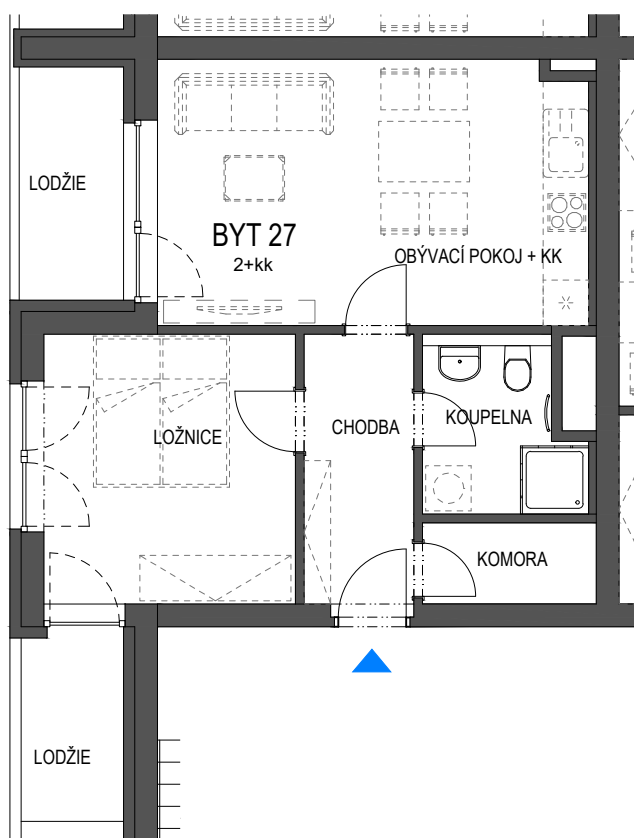 LODŽIE
BYT 27
2+kk
OBÝVACÍ POKOJ + KK
LOŽNICE
CHODBA
KOUPELNA
KOMORA
LODŽIE